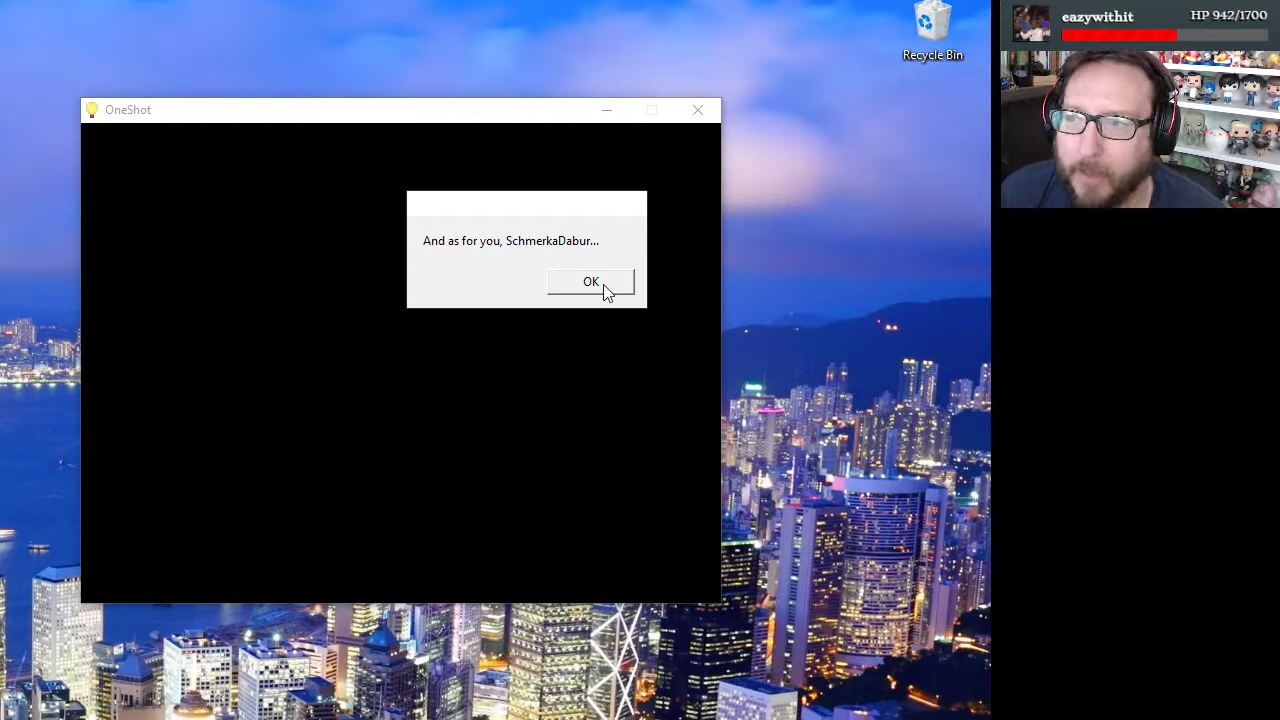 eazywithit
HP 942/1700
Recycle Bin
OneShot
And as for you, SchmerkaDabur...
OK